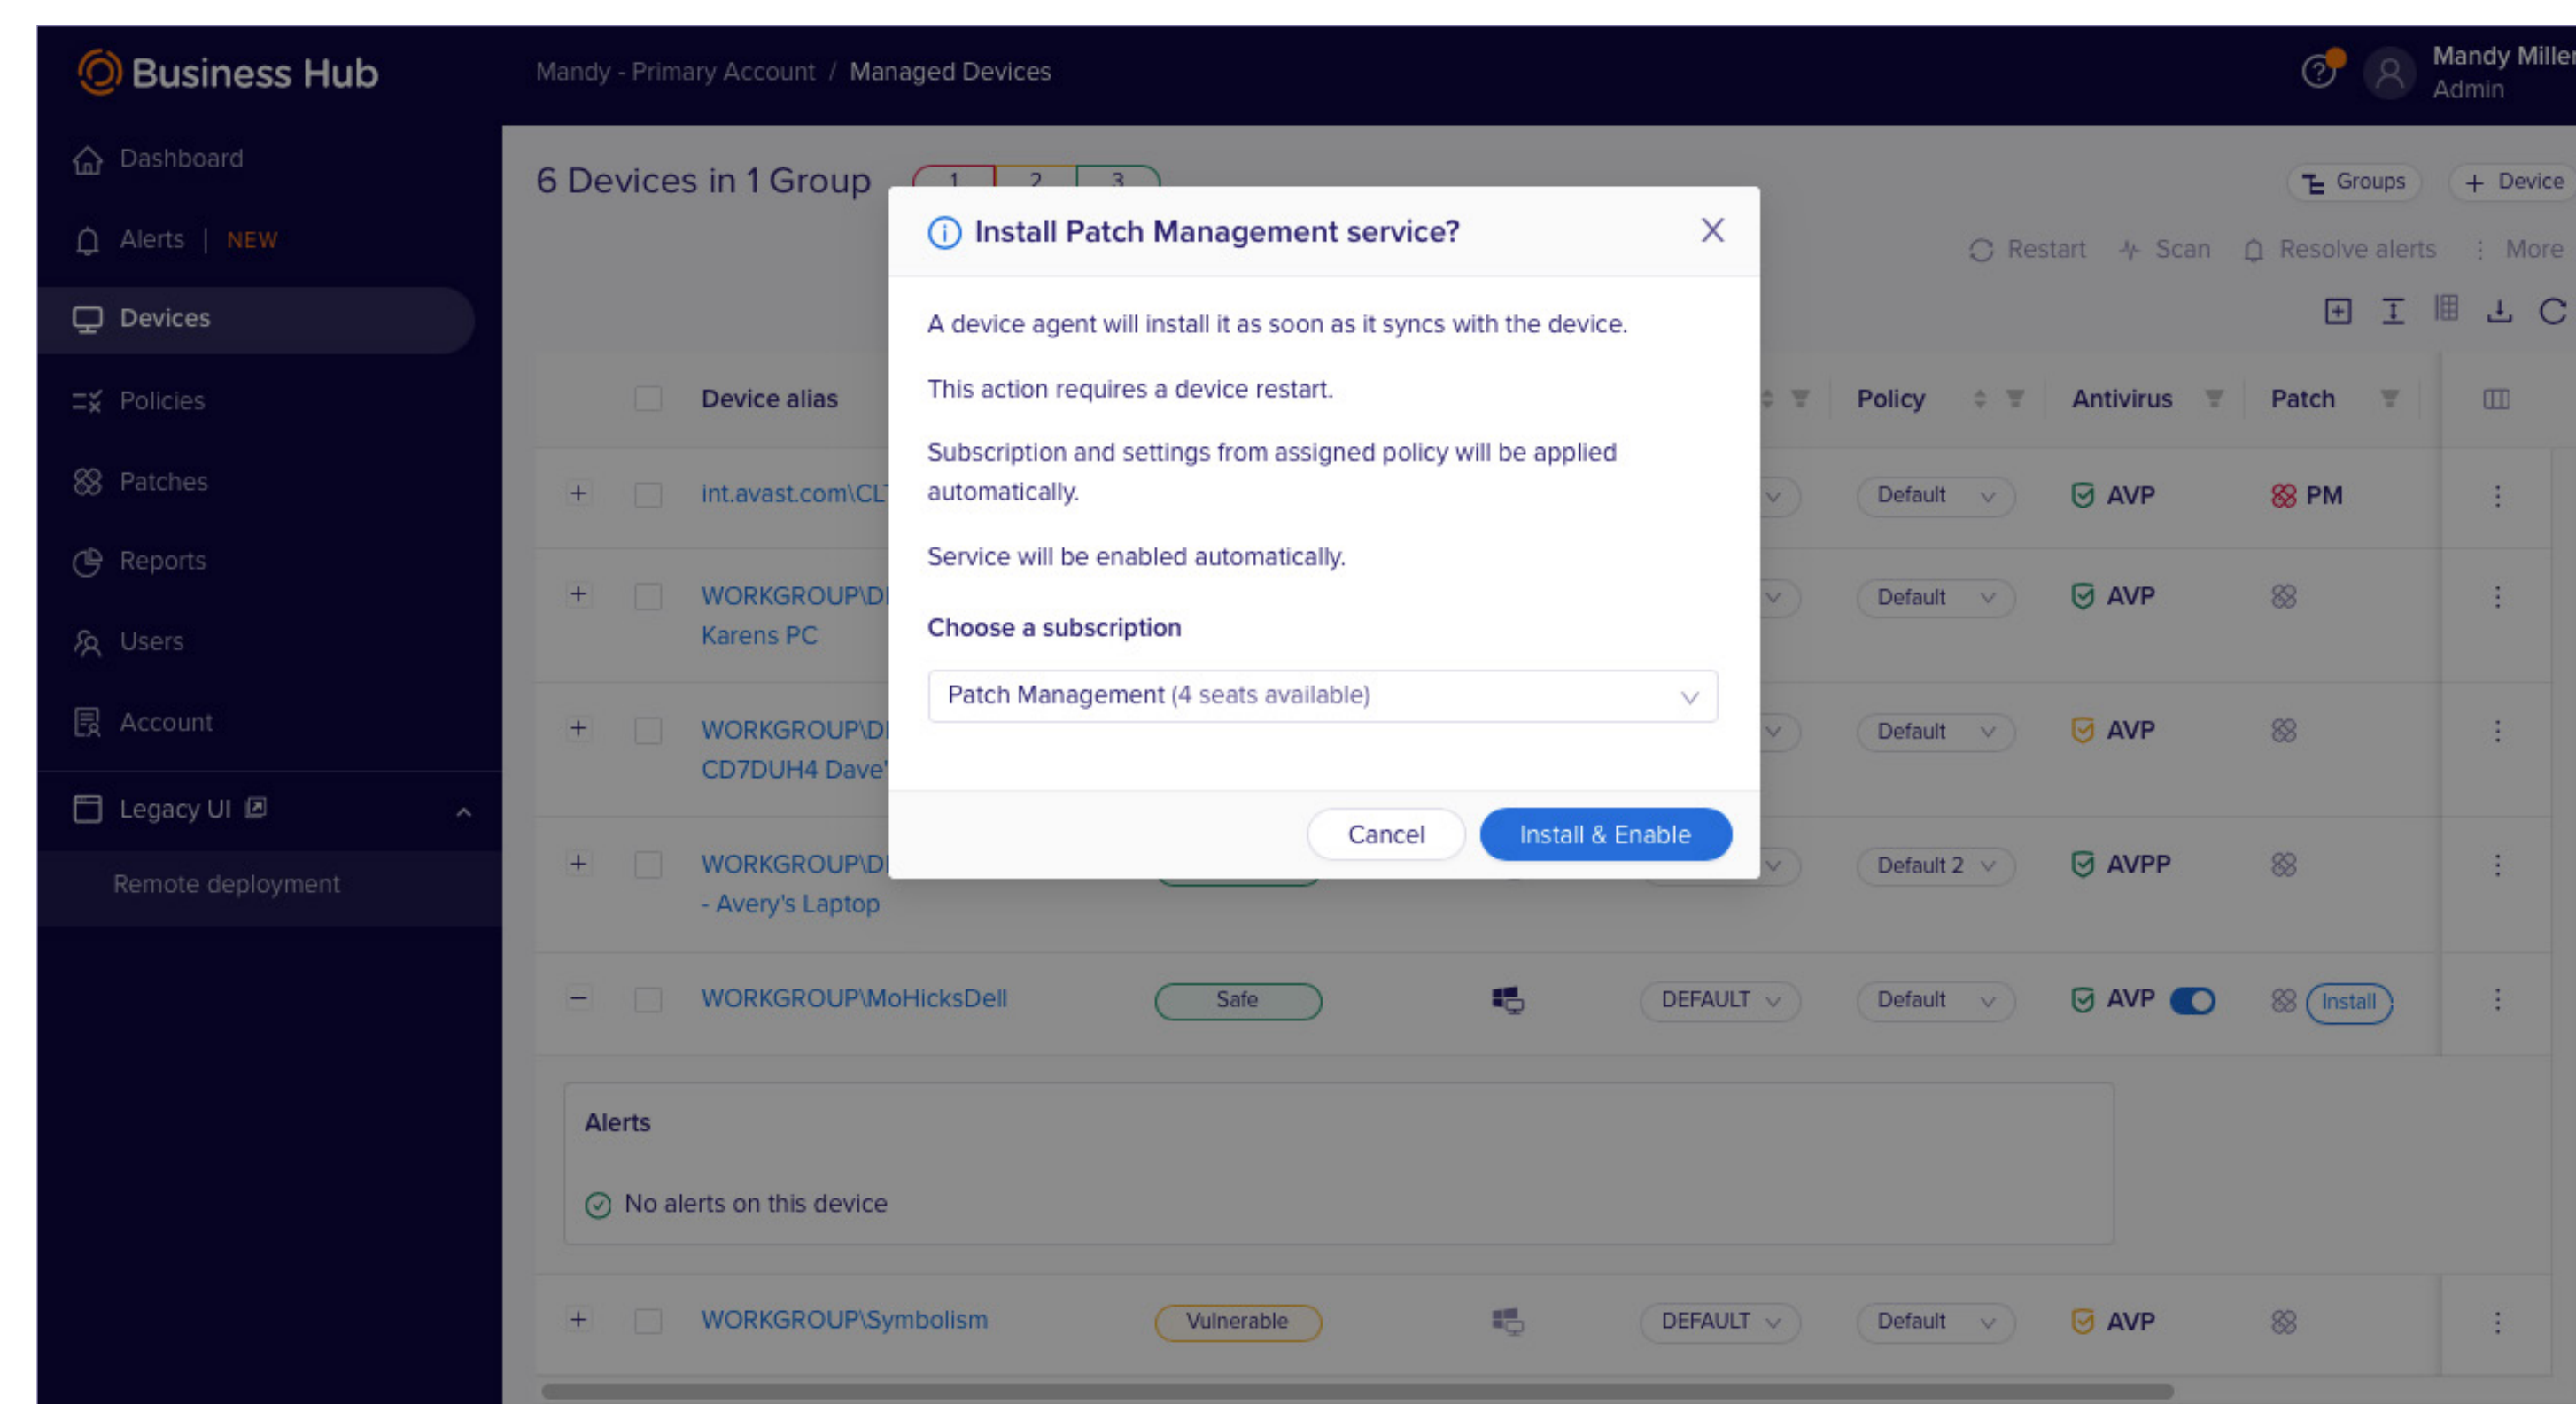 Business Hub
Mandy - Primary Account / Managed Devices
Mandy Miller
Admin
Dashboard
Alerts | NEW
Devices
Policies
Patches
Reports
Users
Account
Legacy UI
Remote deployment
6 Devices in 1 Group
1 2 3
Groups
+ Device
Restart
Scan
Resolve alerts
More
Device alias
Policy
Antivirus
Patch
int.avast.com\
Default
AVP
PM
WORKGROUP\
Karens PC
Default
AVP
WORKGROUP\
CD7DUH4 Dave'
Default
AVP
WORKGROUP\
- Avery's Laptop
Default 2
AVPP
WORKGROUP\MoHicksDell
Safe
DEFAULT
Default
AVP
Install
Alerts
No alerts on this device
WORKGROUP\Symbolism
Vulnerable
DEFAULT
Default
AVP
Install Patch Management service?
A device agent will install it as soon as it syncs with the device.
This action requires a device restart.
Subscription and settings from assigned policy will be applied
automatically.
Service will be enabled automatically.
Choose a subscription
Patch Management (4 seats available)
Cancel
Install & Enable